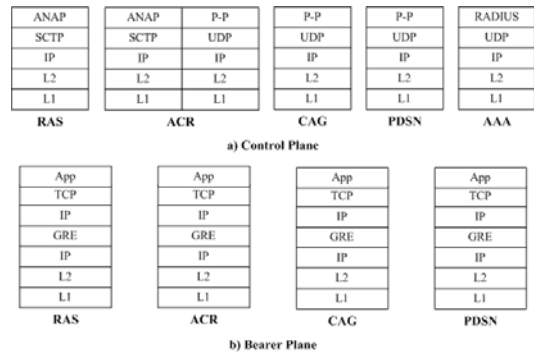 ANAP ANAP P-P P-P P-P RADIUS
SCTP SCTP UDP UDP UDP UDP
IP IP IP IP IP IP
L2 L2 L2 L2 L2 L2
L1 L1 L1 L1 L1 L1
RAS ACR CAG PDSN AAA
a) Control Plane
App App App App
TCP TCP TCP TCP
IP IP IP IP
GRE GRE GRE GRE
IP IP IP IP
L2 L2 L2 L2
L1 L1 L1 L1
RAS ACR CAG PDSN
b) Bearer Plane